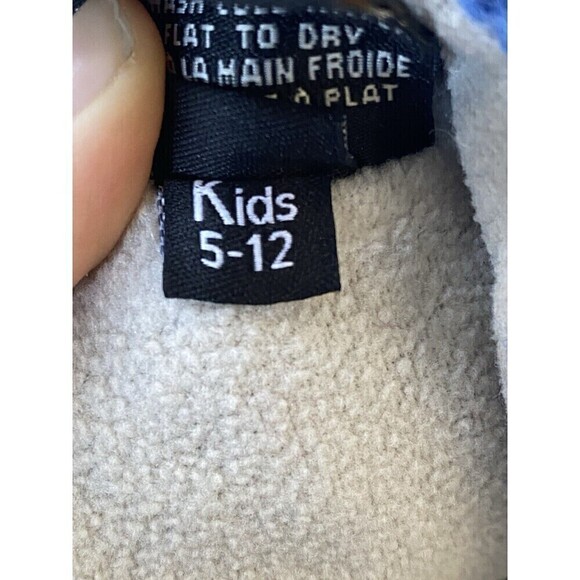 FLAT TO DRY
LA MAIN FROIDE
À PLAT
Kids
5-12